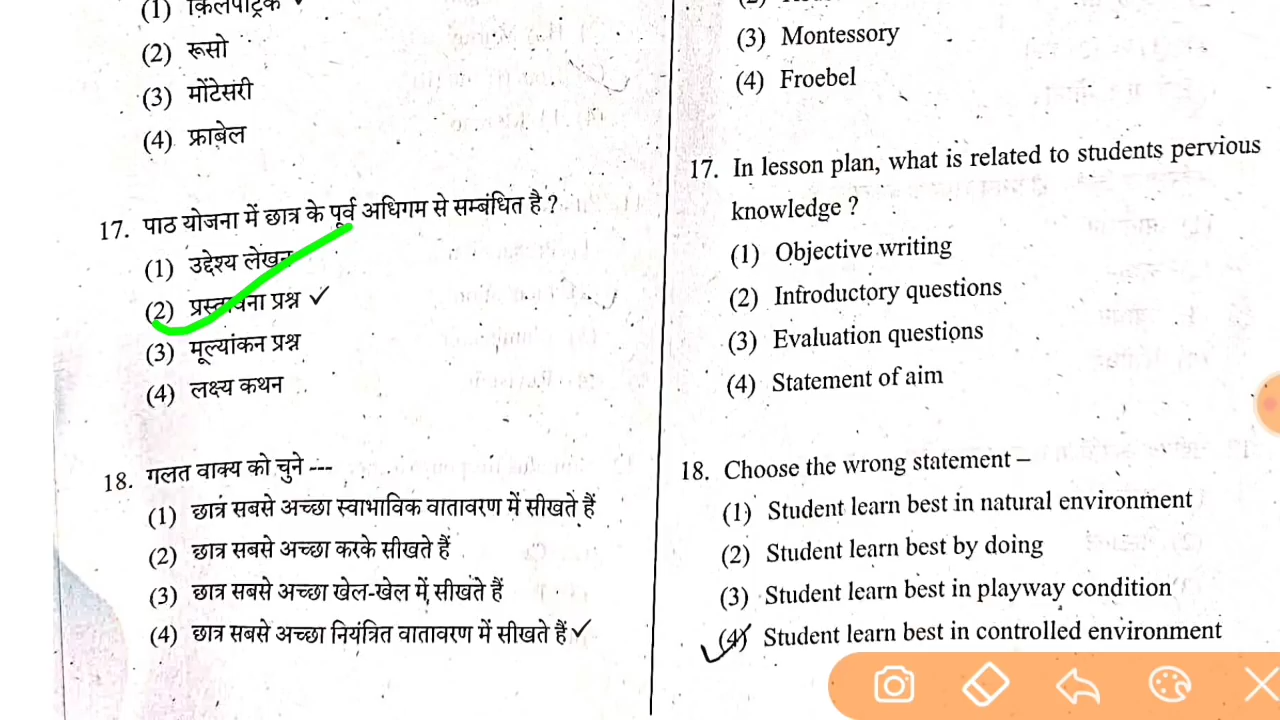 (1) किलपैट्रिक ✓
(2) रूसो
(3) मोंटेसरी
(4) फ्राबेल
17. पाठ योजना में छात्र के पूर्व अधिगम से सम्बंधित है ?
(1) उद्देश्य लेखन
(2) प्रस्तावना प्रश्न ✓
(3) मूल्यांकन प्रश्न
(4) लक्ष्य कथन
18. गलत वाक्य को चुने ---
(1) छात्र सबसे अच्छा स्वाभाविक वातावरण में सीखते हैं
(2) छात्र सबसे अच्छा करके सीखते हैं
(3) छात्र सबसे अच्छा खेल-खेल में सीखते हैं
(4) छात्र सबसे अच्छा नियंत्रित वातावरण में सीखते हैं ✓
(3) Montessory
(4) Froebel
17. In lesson plan, what is related to students pervious
knowledge ?
(1) Objective writing
(2) Introductory questions
(3) Evaluation questions
(4) Statement of aim
18. Choose the wrong statement –
(1) Student learn best in natural environment
(2) Student learn best by doing
(3) Student learn best in playway condition
(4) Student learn best in controlled environment